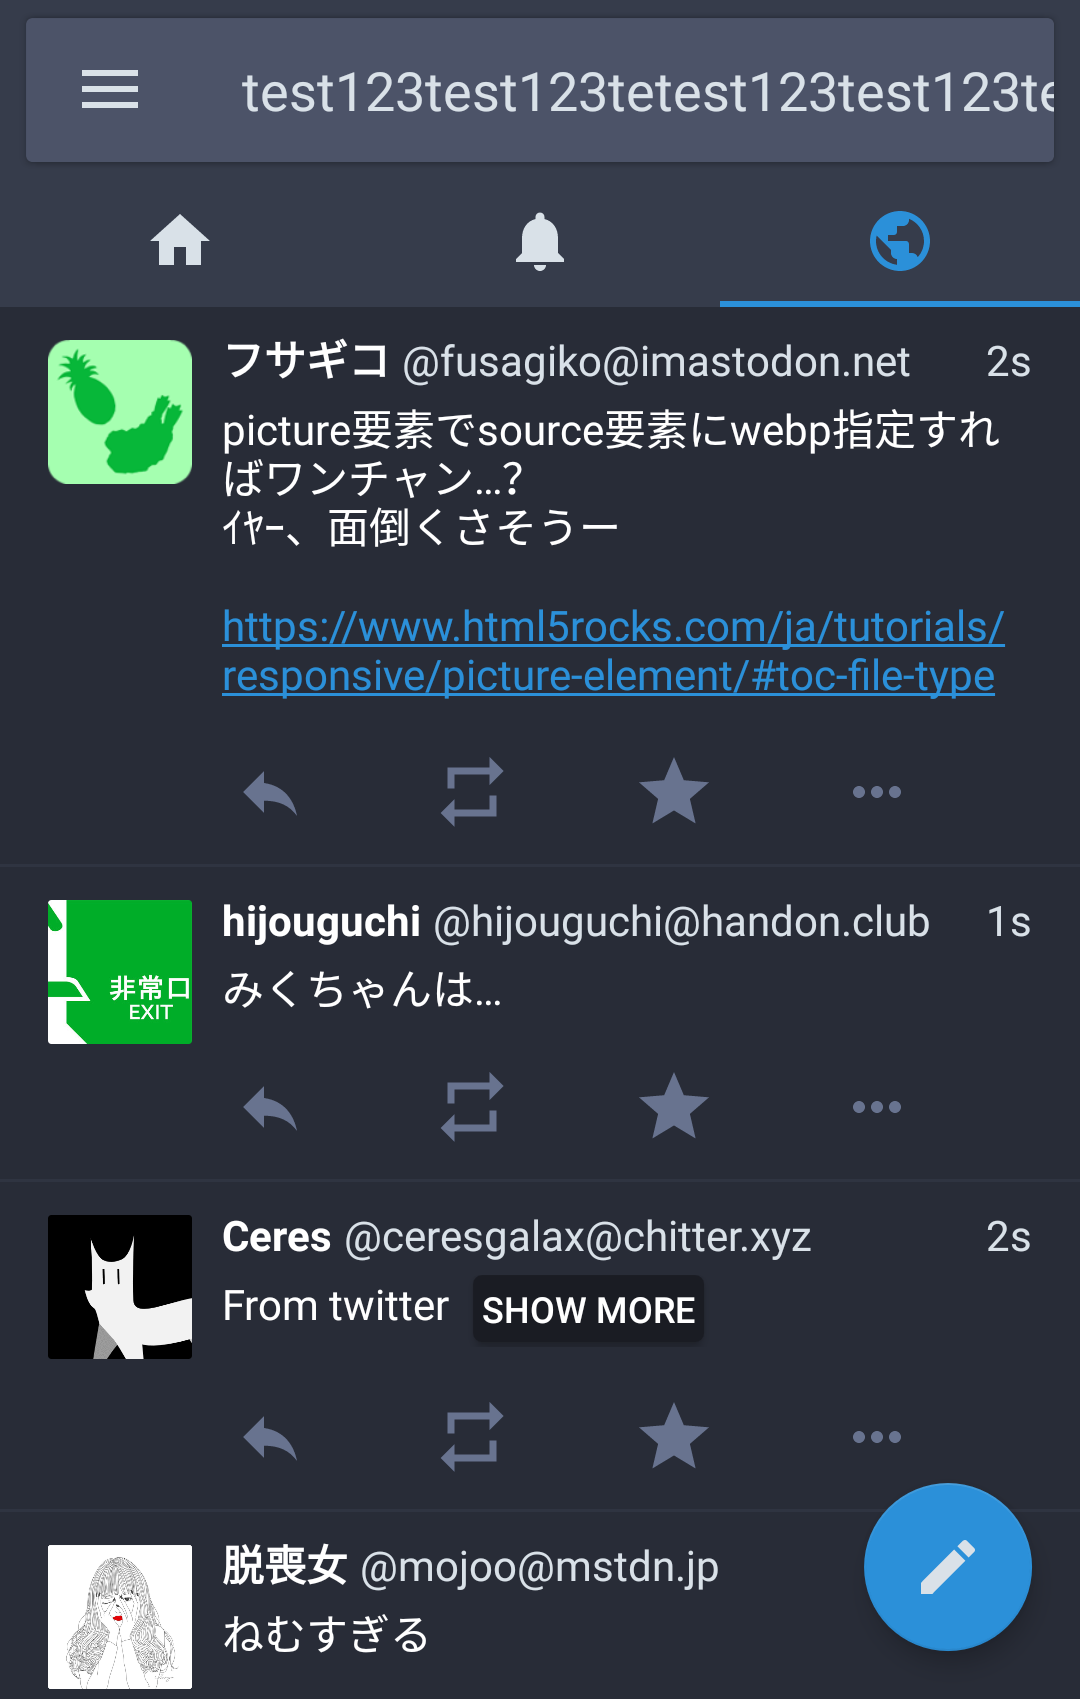 test123test123tetest123test123te
フサギコ @fusagiko@imastodon.net 2s
picture要素でsource要素にwebp指定すれ
ばワンチャン…?
ｲﾔｰ、面倒くさそうー
https://www.html5rocks.com/ja/tutorials/
responsive/picture-element/#toc-file-type
hijouguchi @hijouguchi@handon.club 1s
非常口
EXIT
みくちゃんは…
Ceres @ceresgalax@chitter.xyz 2s
From twitter SHOW MORE
脱喪女 @mojoo@mstdn.jp
ねむすぎる